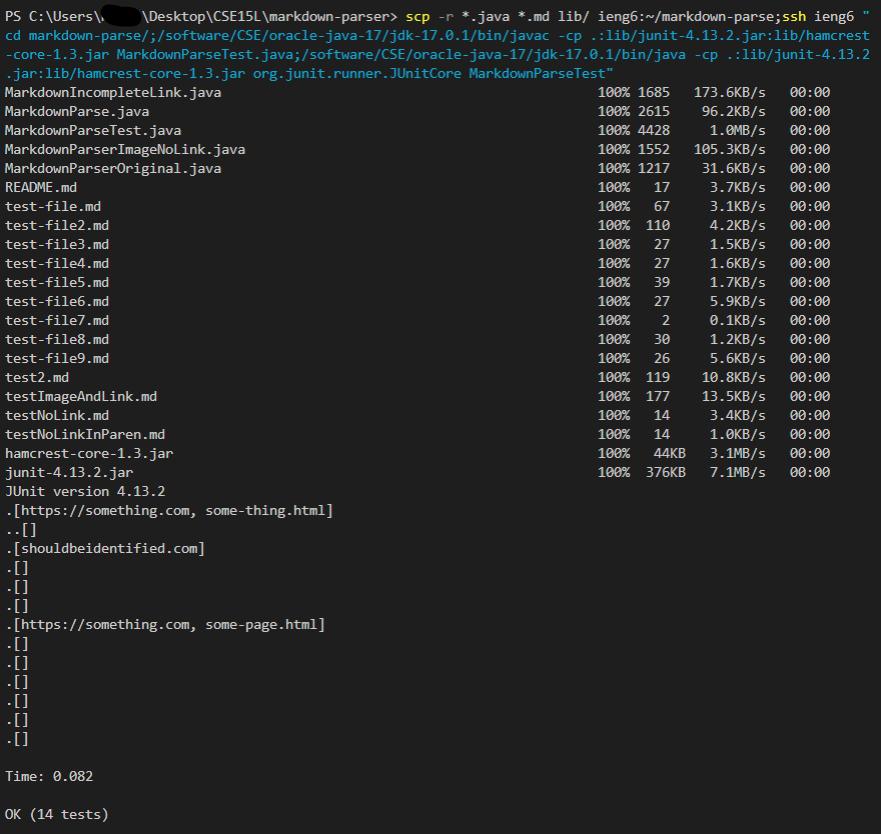 PS C:\Users\ \Desktop\CSE15L\markdown-parser> scp -r *.java *.md lib/ ieng6:~/markdown-parse;ssh ieng6 "
cd markdown-parse/;/software/CSE/oracle-java-17/jdk-17.0.1/bin/javac -cp .:lib/junit-4.13.2.jar:lib/hamcrest
-core-1.3.jar MarkdownParseTest.java;/software/CSE/oracle-java-17/jdk-17.0.1/bin/java -cp .:lib/junit-4.13.2
.jar:lib/hamcrest-core-1.3.jar org.junit.runner.JUnitCore MarkdownParseTest"
MarkdownIncompleteLink.java 100% 1685 173.6KB/s 00:00
MarkdownParse.java 100% 2615 96.2KB/s 00:00
MarkdownParseTest.java 100% 4428 1.0MB/s 00:00
MarkdownParserImageNoLink.java 100% 1552 105.3KB/s 00:00
MarkdownParserOriginal.java 100% 1217 31.6KB/s 00:00
README.md 100% 17 3.7KB/s 00:00
test-file.md 100% 67 3.1KB/s 00:00
test-file2.md 100% 110 4.2KB/s 00:00
test-file3.md 100% 27 1.5KB/s 00:00
test-file4.md 100% 27 1.6KB/s 00:00
test-file5.md 100% 39 1.7KB/s 00:00
test-file6.md 100% 27 5.9KB/s 00:00
test-file7.md 100% 2 0.1KB/s 00:00
test-file8.md 100% 30 1.2KB/s 00:00
test-file9.md 100% 26 5.6KB/s 00:00
test2.md 100% 119 10.8KB/s 00:00
testImageAndLink.md 100% 177 13.5KB/s 00:00
testNoLink.md 100% 14 3.4KB/s 00:00
testNoLinkInParen.md 100% 14 1.0KB/s 00:00
hamcrest-core-1.3.jar 100% 44KB 3.1MB/s 00:00
junit-4.13.2.jar 100% 376KB 7.1MB/s 00:00
JUnit version 4.13.2
.[https://something.com, some-thing.html]
..[]
.[shouldbeidentified.com]
.[]
.[]
.[]
.[https://something.com, some-page.html]
.[]
.[]
.[]
.[]
.[]
.[]
Time: 0.082
OK (14 tests)